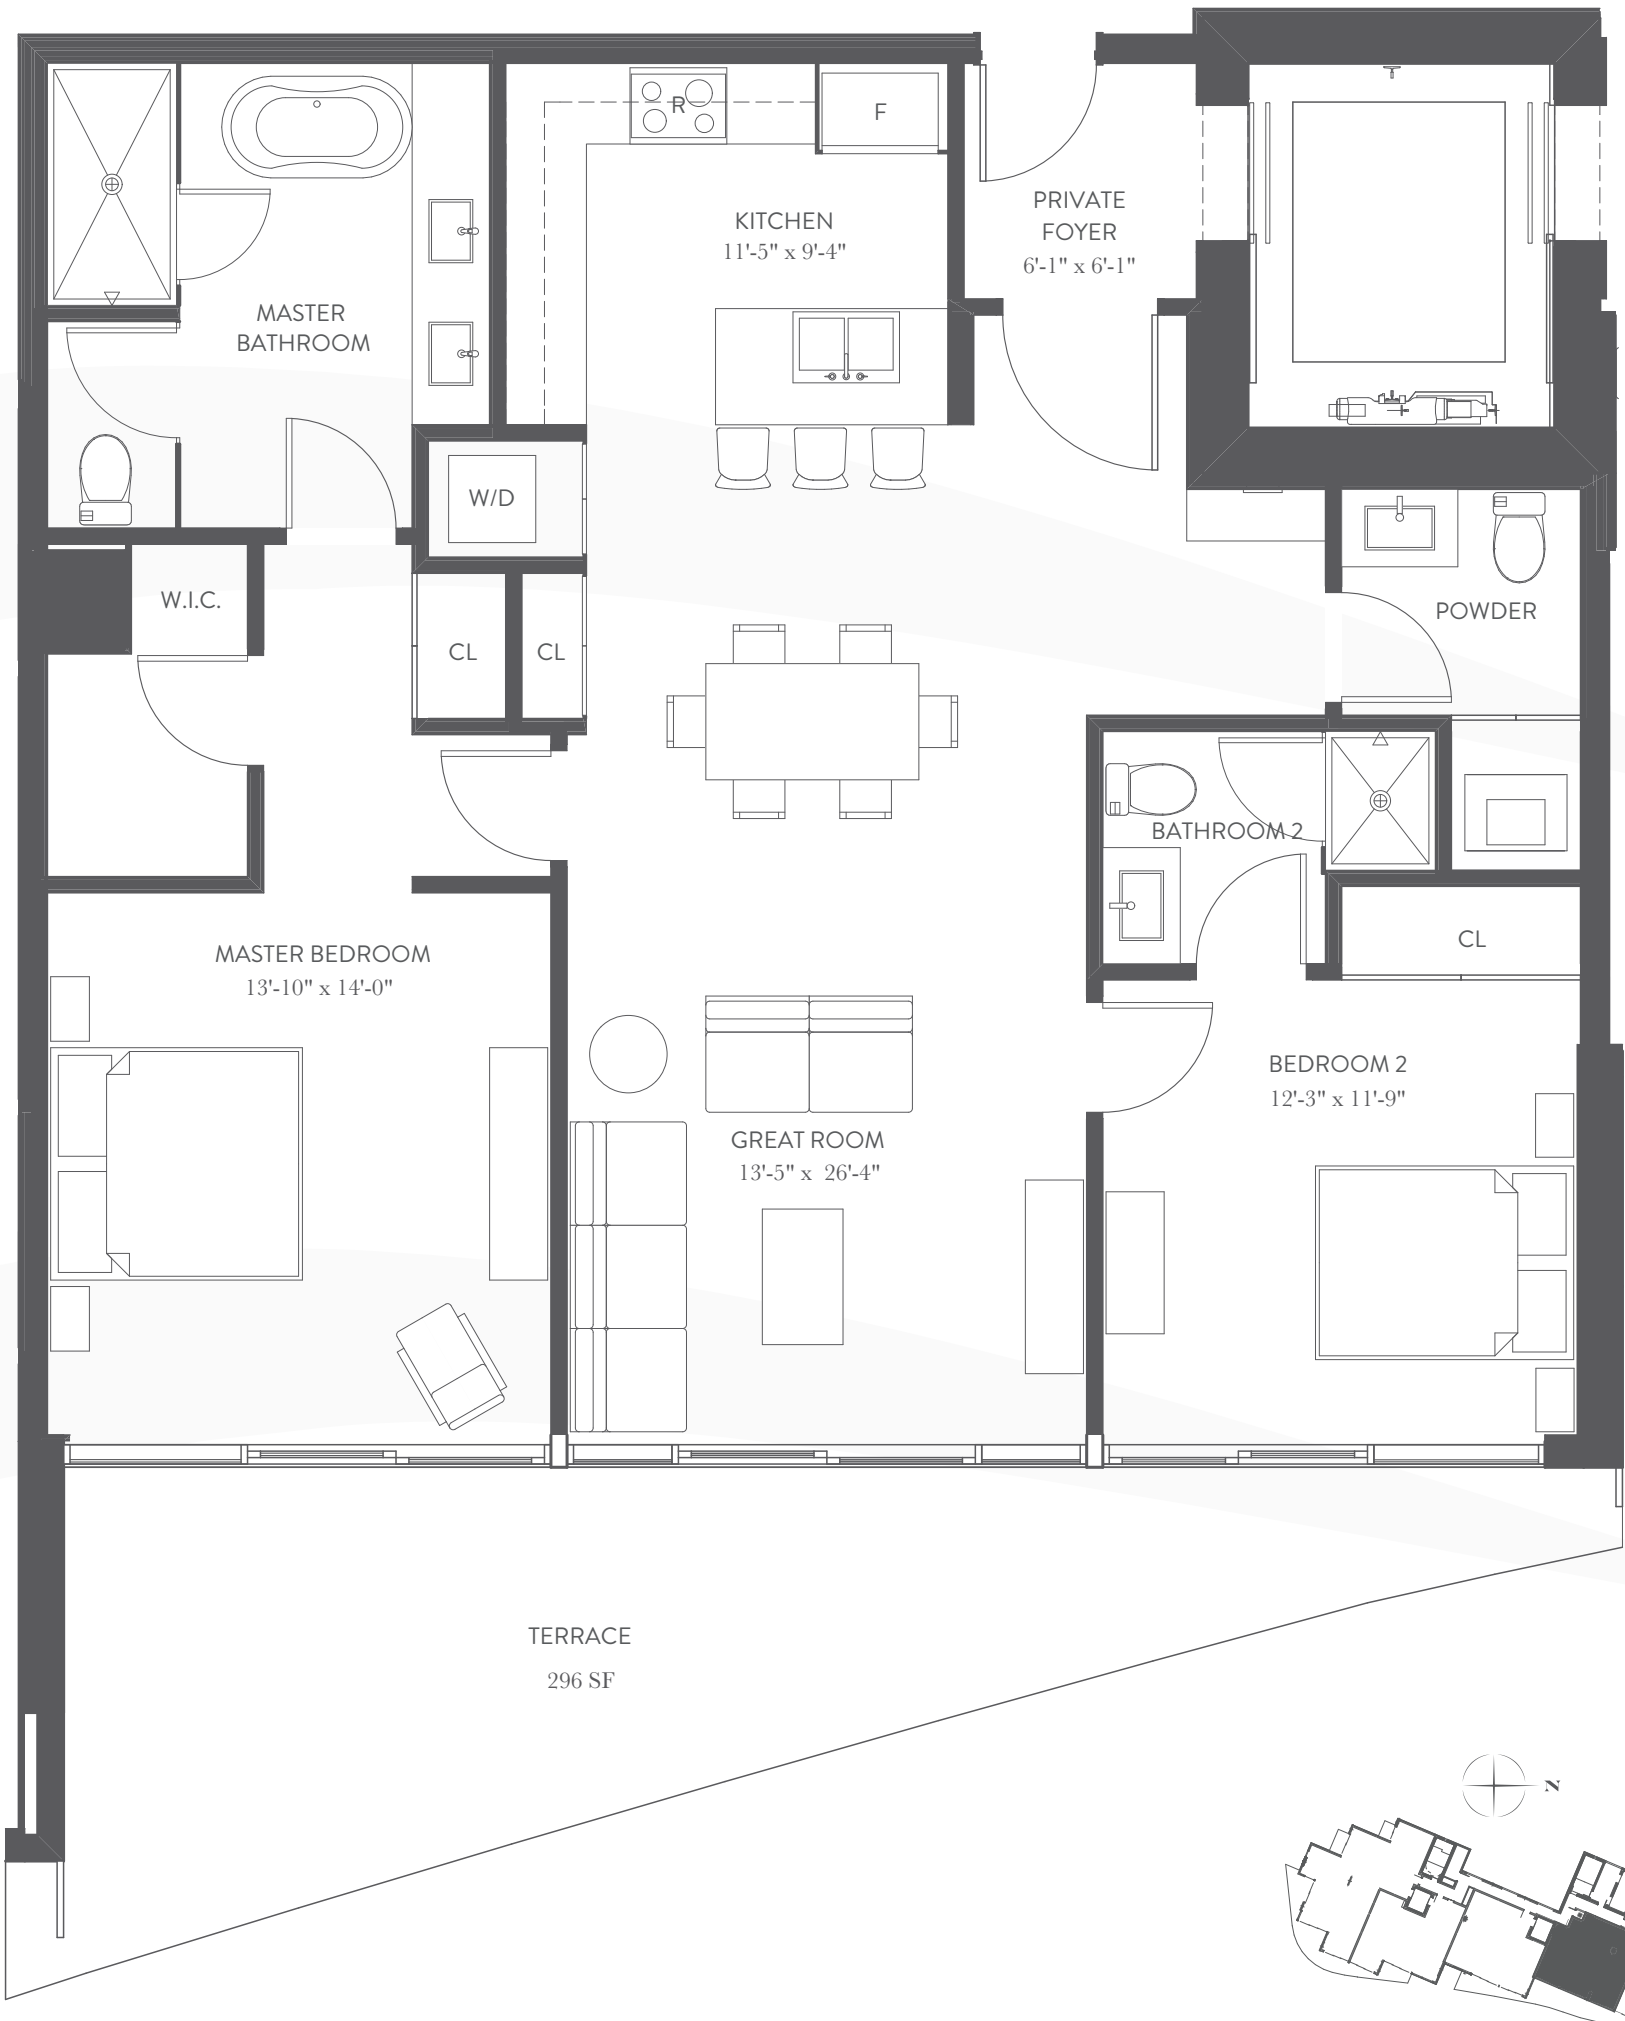 R
F
KITCHEN
11'-5" x 9'-4"
PRIVATE
FOYER
6'-1" x 6'-1"
MASTER
BATHROOM
W/D
W.I.C.
CL
CL
POWDER
BATHROOM 2
CL
MASTER BEDROOM
13'-10" x 14'-0"
BEDROOM 2
12'-3" x 11'-9"
GREAT ROOM
13'-5" x 26'-4"
TERRACE
296 SF
N